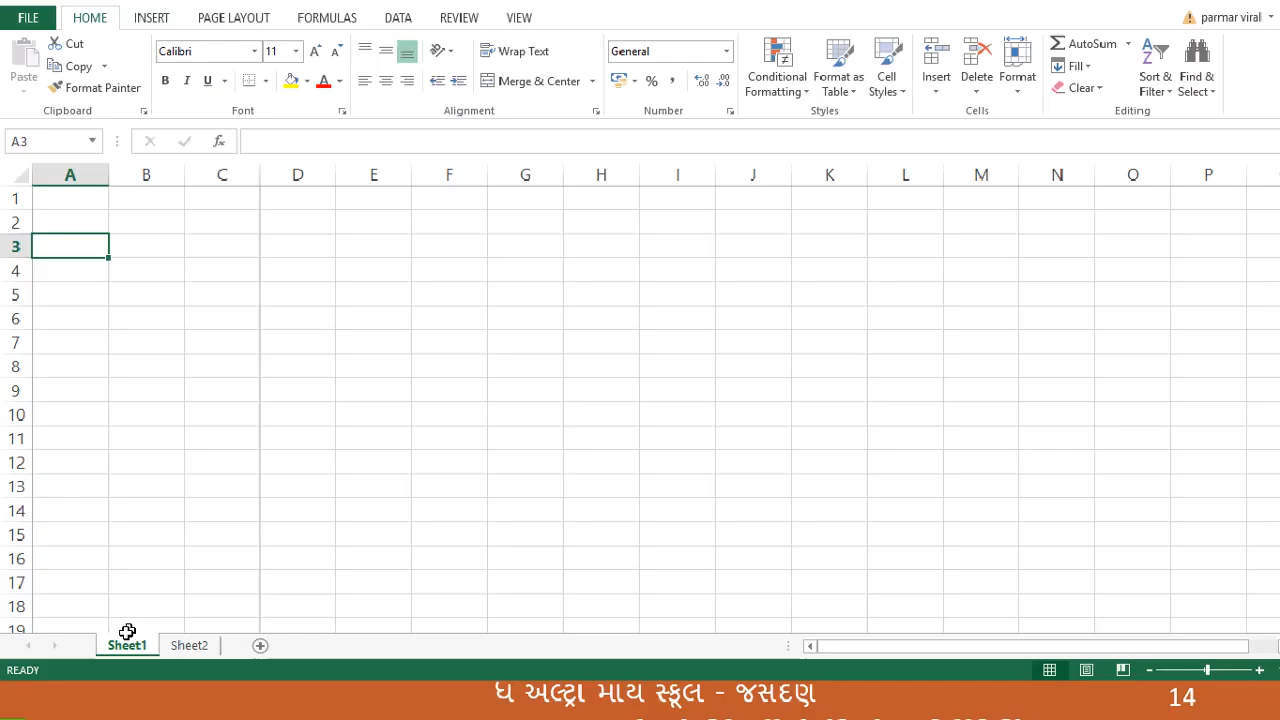 FILE HOME INSERT PAGE LAYOUT FORMULAS DATA REVIEW VIEW parmar viral
Paste
Cut
Copy
Format Painter
Clipboard
Calibri 11
B I U A
Font
Wrap Text
Merge & Center
Alignment
General
%
Number
Conditional Formatting
Format as Table
Cell Styles
Styles
Insert
Delete
Format
Cells
AutoSum
Fill
Clear
Sort & Filter
Find & Select
Editing
A3 fx
A B C D E F G H I J K L M N O P
1
2
3
4
5
6
7
8
9
10
11
12
13
14
15
16
17
18
19
Sheet1 Sheet2
READY
ધ અલ્ટ્રા માથ સ્કૂલ - જસદણ 14